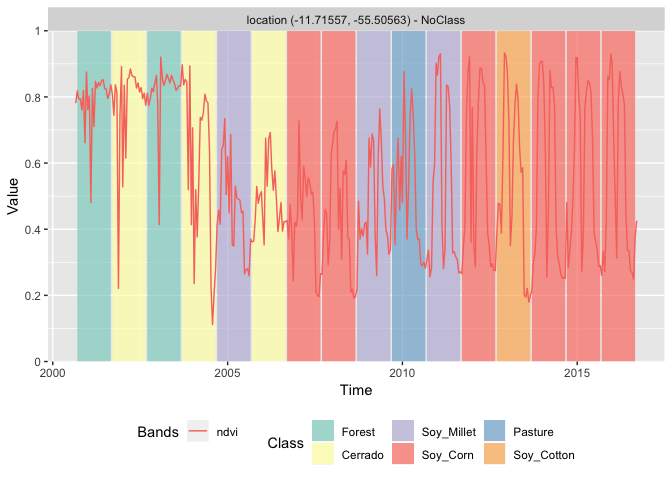 location (-11.71557, -55.50563) - NoClass
1
0.8
0.6
0.4
0.2
0
Value
2000 2005 2010 2015
Time
Bands ndvi Class Forest Soy_Millet Pasture
Cerrado Soy_Corn Soy_Cotton